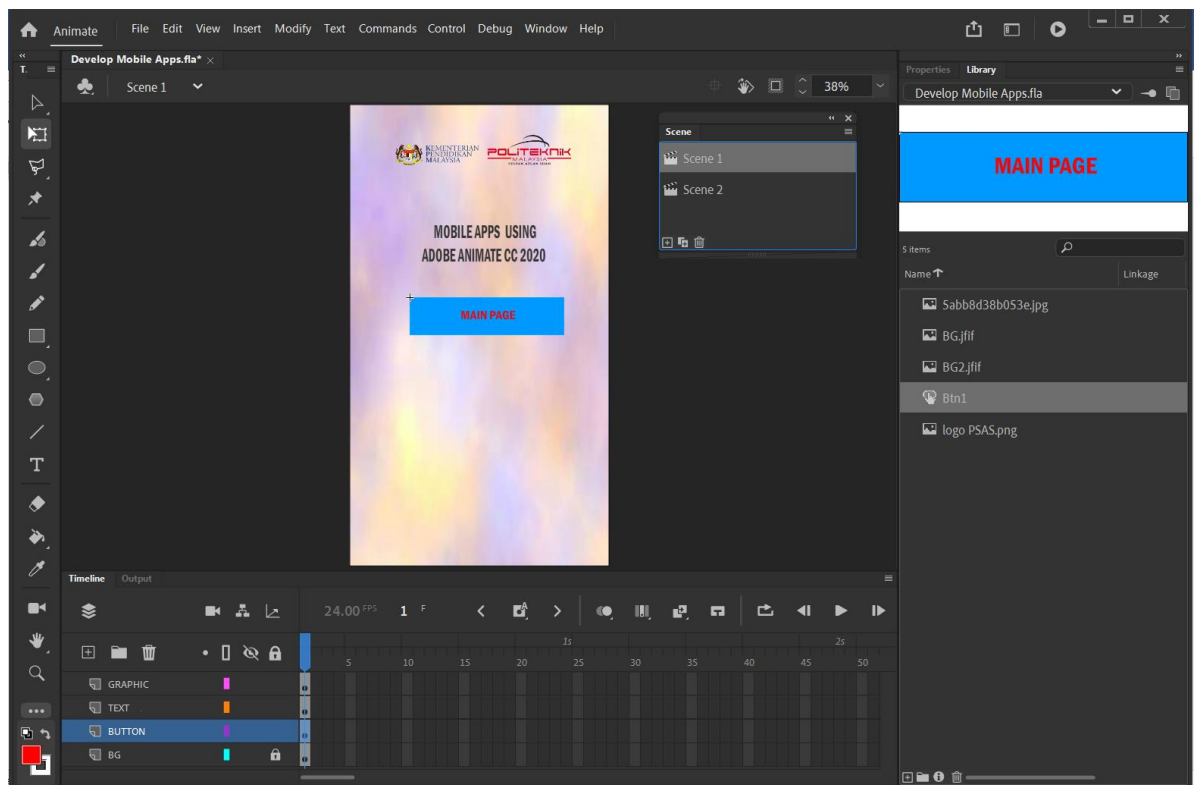 Animate File Edit View Insert Modify Text Commands Control Debug Window Help
T.
Develop Mobile Apps.fla*
Scene 1
38%
KEMENTERIAN
PENDIDIKAN
MALAYSIA
POLITEKNIK
MALAYSIA
MOBILE APPS USING
ADOBE ANIMATE CC 2020
MAIN PAGE
Scene
Scene 1
Scene 2
Properties Library
Develop Mobile Apps.fla
MAIN PAGE
5 items
Name Linkage
5abb8d38b053e.jpg
BG.jfif
BG2.jfif
Btn1
logo PSAS.png
T
Timeline Output
24.00 FPS 1 F
1s 2s
5 10 15 20 25 30 35 40 45 50
GRAPHIC
TEXT
BUTTON
BG